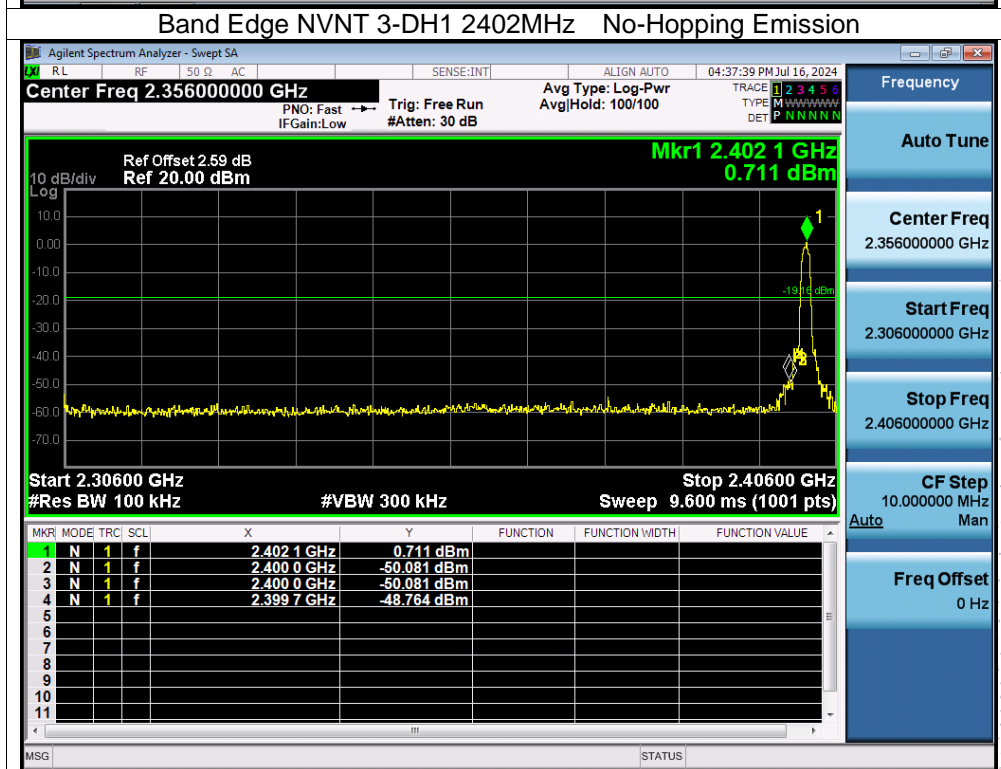 Band Edge NVNT 3-DH1 2402MHz No-Hopping Emission
Agilent Spectrum Analyzer - Swept SA
LXI RL RF 50 Ω AC SENSE:INT ALIGN AUTO 04:37:39 PM Jul 16, 2024
Center Freq 2.356000000 GHz
PNO: Fast
IFGain:Low
Trig: Free Run
#Atten: 30 dB
Avg Type: Log-Pwr
Avg|Hold: 100/100
TRACE 1 2 3 4 5 6
TYPE M WWWWW
DET P N N N N N
Frequency
Auto Tune
Center Freq
2.356000000 GHz
Start Freq
2.306000000 GHz
Stop Freq
2.406000000 GHz
CF Step
10.000000 MHz
Auto Man
Freq Offset
0 Hz
Mkr1 2.402 1 GHz
0.711 dBm
Ref Offset 2.59 dB
10 dB/div Ref 20.00 dBm
Log
10.0
0.00
-10.0
-20.0
-30.0
-40.0
-50.0
-60.0
-70.0
1
-19.16 dBm
Start 2.30600 GHz Stop 2.40600 GHz
#Res BW 100 kHz #VBW 300 kHz Sweep 9.600 ms (1001 pts)
MKR MODE TRC SCL X Y FUNCTION FUNCTION WIDTH FUNCTION VALUE
1 N 1 f 2.402 1 GHz 0.711 dBm
2 N 1 f 2.400 0 GHz -50.081 dBm
3 N 1 f 2.400 0 GHz -50.081 dBm
4 N 1 f 2.399 7 GHz -48.764 dBm
5
6
7
8
9
10
11
MSG STATUS